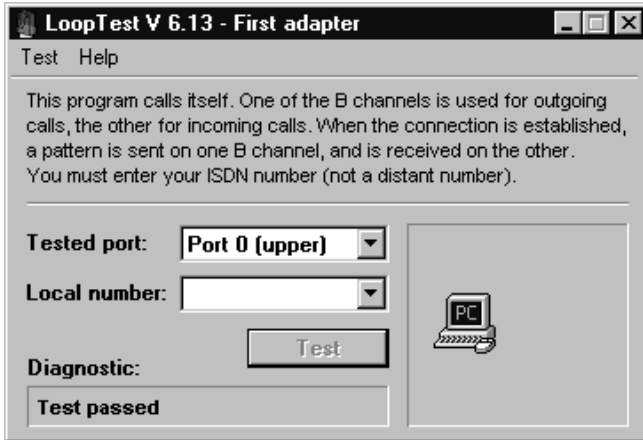 LoopTest V 6.13 - First adapter
Test Help
This program calls itself. One of the B channels is used for outgoing
calls, the other for incoming calls. When the connection is established,
a pattern is sent on one B channel, and is received on the other.
You must enter your ISDN number (not a distant number).
Tested port: Port 0 (upper)
Local number:
PC
Test
Diagnostic:
Test passed